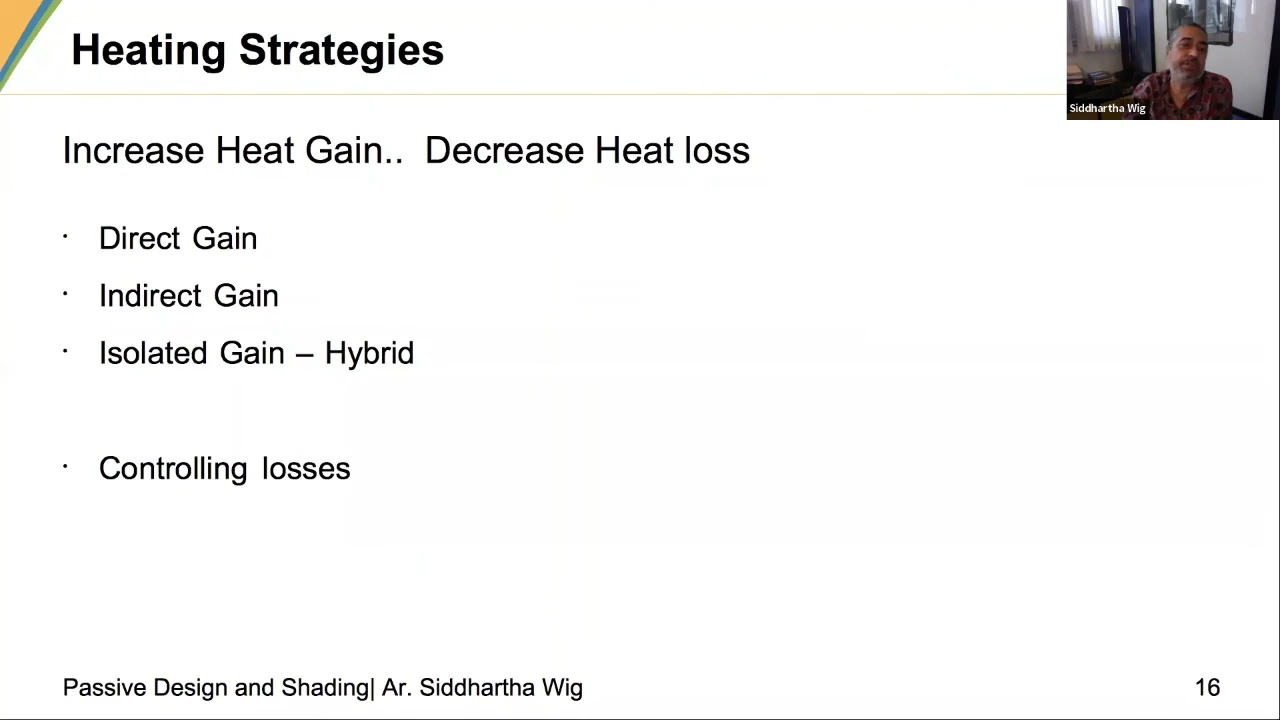 Heating Strategies
Siddhartha Wig
Increase Heat Gain..  Decrease Heat loss
· Direct Gain
· Indirect Gain
· Isolated Gain – Hybrid
· Controlling losses
Passive Design and Shading| Ar. Siddhartha Wig
16